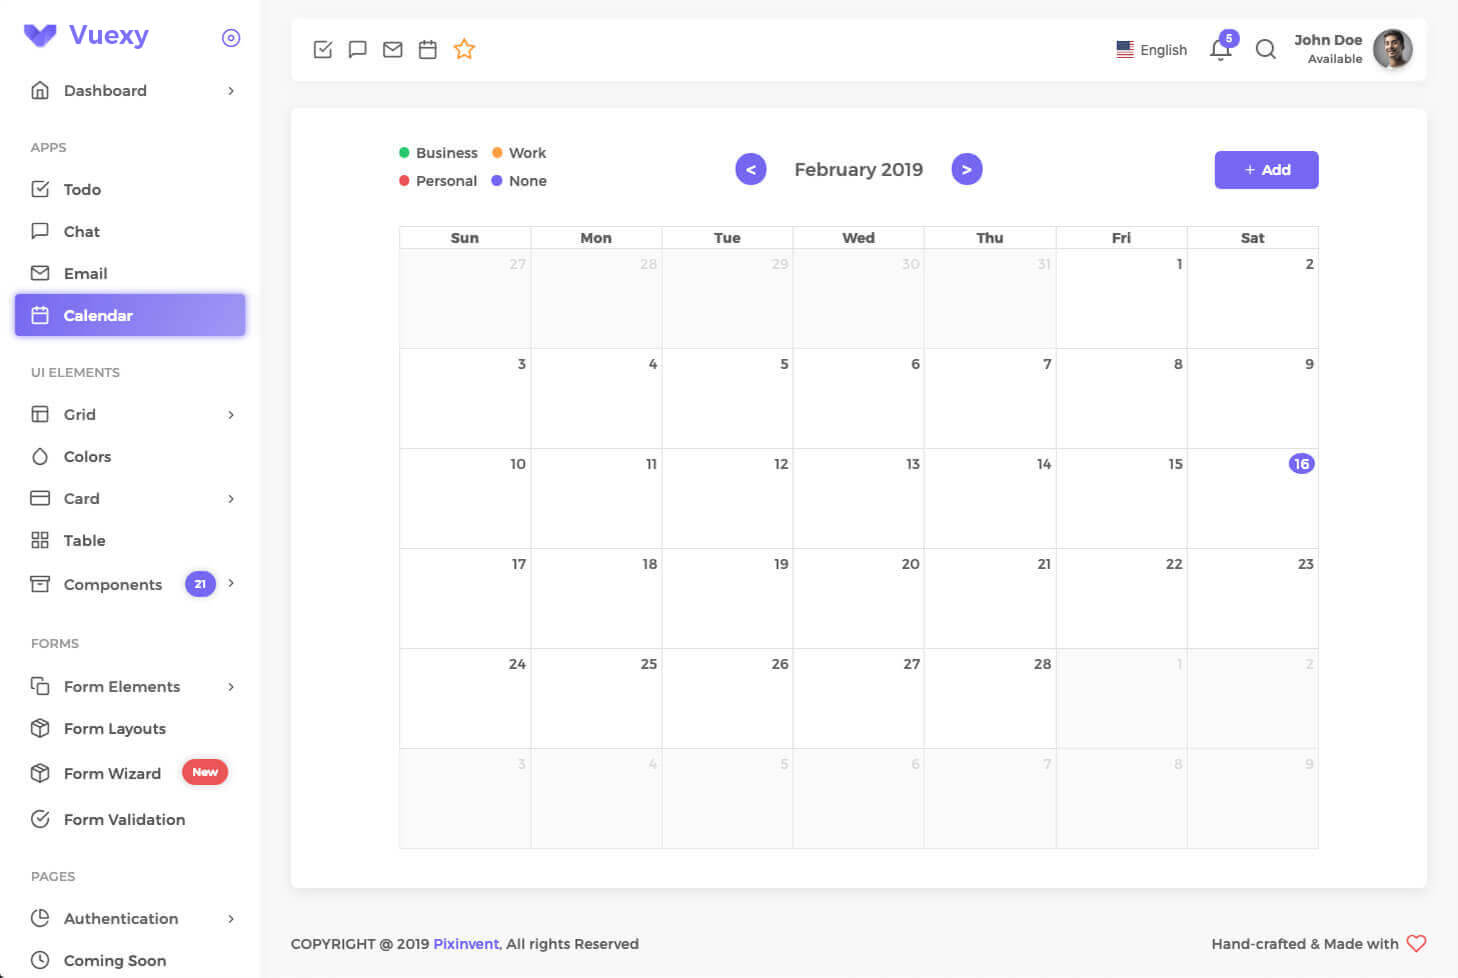 Vuexy
Dashboard
APPS
Todo
Chat
Email
Calendar
UI ELEMENTS
Grid
Colors
Card
Table
Components 21
FORMS
Form Elements
Form Layouts
Form Wizard New
Form Validation
PAGES
Authentication
Coming Soon
English
5
John Doe
Available
Business Work
Personal None
< February 2019 >
+ Add
Sun Mon Tue Wed Thu Fri Sat
27 28 29 30 31 1 2
3 4 5 6 7 8 9
10 11 12 13 14 15 16
17 18 19 20 21 22 23
24 25 26 27 28 1 2
3 4 5 6 7 8 9
COPYRIGHT @ 2019 Pixinvent, All rights Reserved
Hand-crafted & Made with